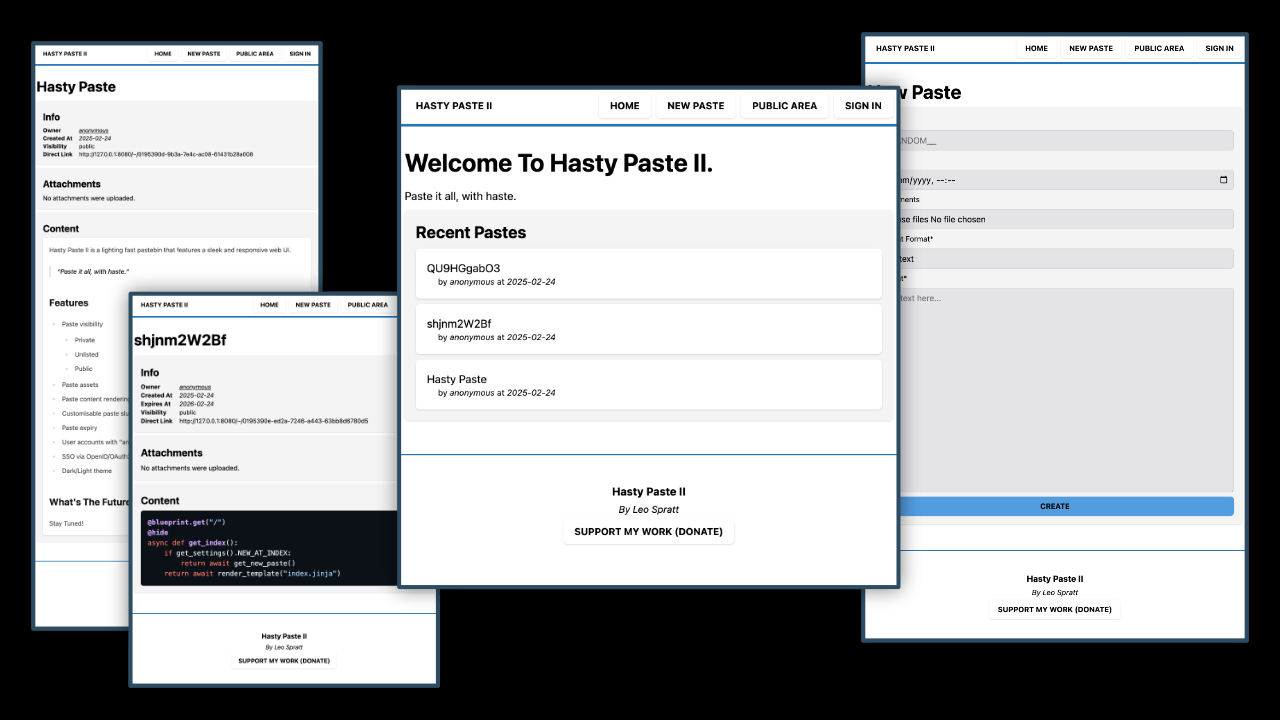 HASTY PASTE II HOME NEW PASTE PUBLIC AREA SIGN IN
Hasty Paste
Info
Owner anonymous
Created At 2025-02-24
Visibility public
Direct Link http://127.0.0.1:8080/~/0195390d-9b3a-7e4c-ac08-61431b28a008
Attachments
No attachments were uploaded.
Content
Hasty Paste II is a lighting fast pastebin that features a sleek and responsive web UI.
"Paste it all, with haste."
Features
Paste visibility
Private
Unlisted
Public
Paste assets
Paste content rendering
Customisable paste slu
Paste expiry
User accounts with "an
SSO via OpenID/OAuth
Dark/Light theme
What's The Future
Stay Tuned!
HASTY PASTE II HOME NEW PASTE PUBLIC AREA
shjnm2W2Bf
Info
Owner anonymous
Created At 2025-02-24
Expires At 2026-02-24
Visibility public
Direct Link http://127.0.0.1:8080/~/0195390e-ed2a-7246-a443-63bb8d6780d5
Attachments
No attachments were uploaded.
Content
@blueprint.get("/")
@hide
async def get_index():
    if get_settings().NEW_AT_INDEX:
        return await get_new_paste()
    return await render_template("index.jinja")
Hasty Paste II
By Leo Spratt
SUPPORT MY WORK (DONATE)
HASTY PASTE II HOME NEW PASTE PUBLIC AREA SIGN IN
Welcome To Hasty Paste II.
Paste it all, with haste.
Recent Pastes
QU9HGgabO3
by anonymous at 2025-02-24
shjnm2W2Bf
by anonymous at 2025-02-24
Hasty Paste
by anonymous at 2025-02-24
Hasty Paste II
By Leo Spratt
SUPPORT MY WORK (DONATE)
HASTY PASTE II HOME NEW PASTE PUBLIC AREA SIGN IN
w Paste
NDOM__
m/yyyy, --:--
ments
se files No file chosen
t Format*
text
t*
text here...
CREATE
Hasty Paste II
By Leo Spratt
SUPPORT MY WORK (DONATE)